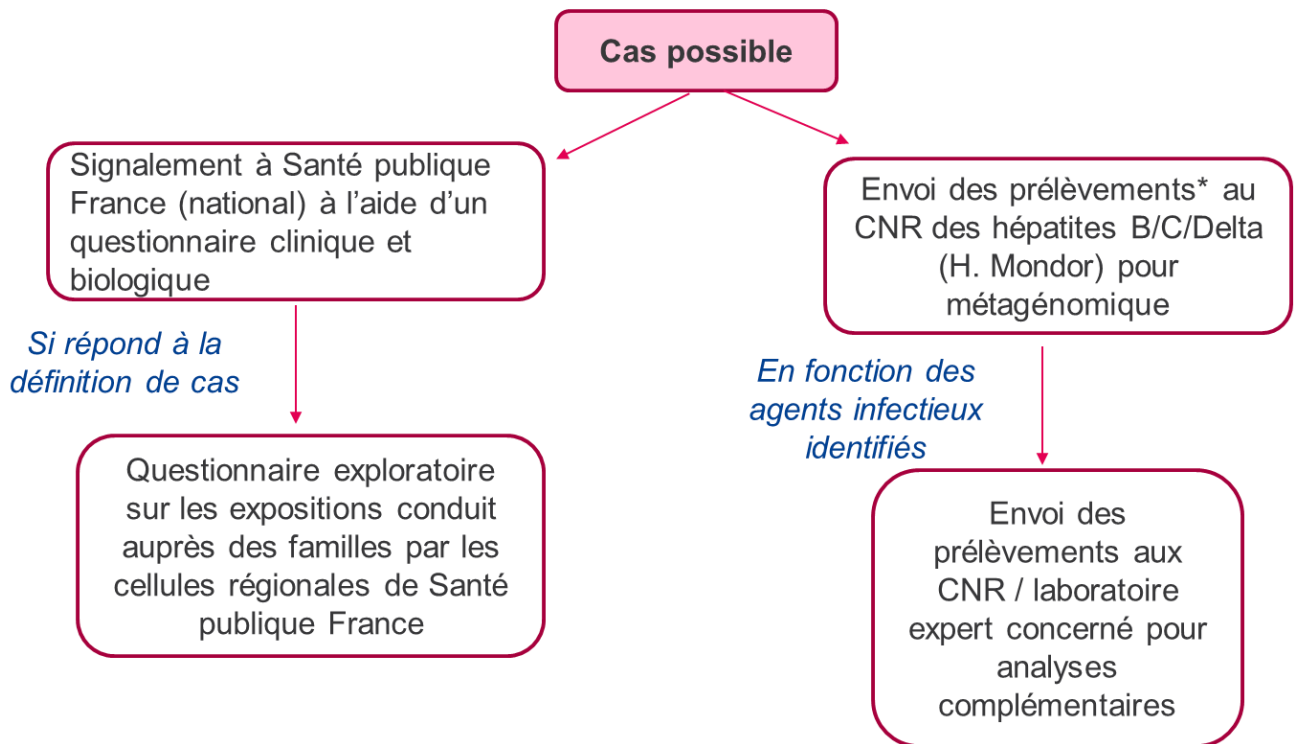 Cas possible
Signalement à Santé publique
France (national) à l’aide d’un
questionnaire clinique et
biologique
Envoi des prélèvements* au
CNR des hépatites B/C/Delta
(H. Mondor) pour
métagénomique
Si répond à la
définition de cas
En fonction des
agents infectieux
identifiés
Questionnaire exploratoire
sur les expositions conduit
auprès des familles par les
cellules régionales de Santé
publique France
Envoi des
prélèvements aux
CNR / laboratoire
expert concerné pour
analyses
complémentaires